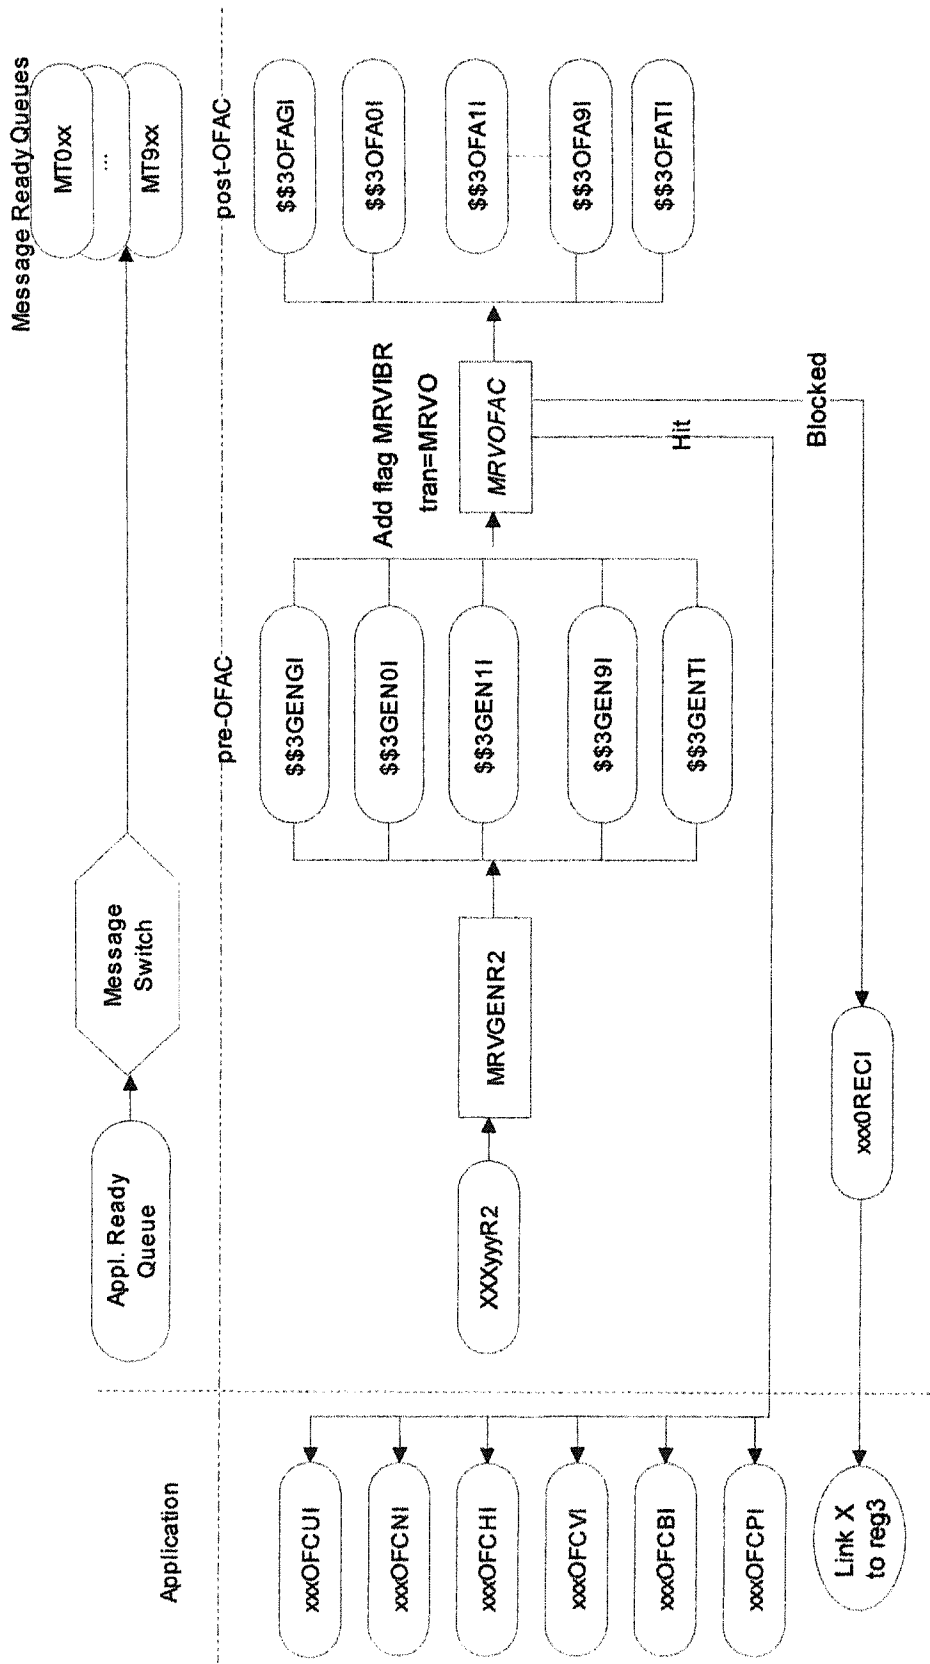 Application
Appl. Ready
Queue
Message
Switch
Message Ready Queues
MT0xx
...
MT9xx
pre-OFAC
post-OFAC
xxxOFCUI
xxxOFCNI
xxxOFCHI
xxxOFCVI
xxxOFCBI
xxxOFCPI
Link X
to reg3
XXXyyyR2
MRVGENR2
$$3GENGI
$$3GEN0I
$$3GEN1I
$$3GEN9I
$$3GENTI
Add flag MRVIBR
tran=MRVO
MRVOFAC
Hit
Blocked
xxx0RECI
$$3OFAGI
$$3OFA0I
$$3OFA1I
$$3OFA9I
$$3OFATI